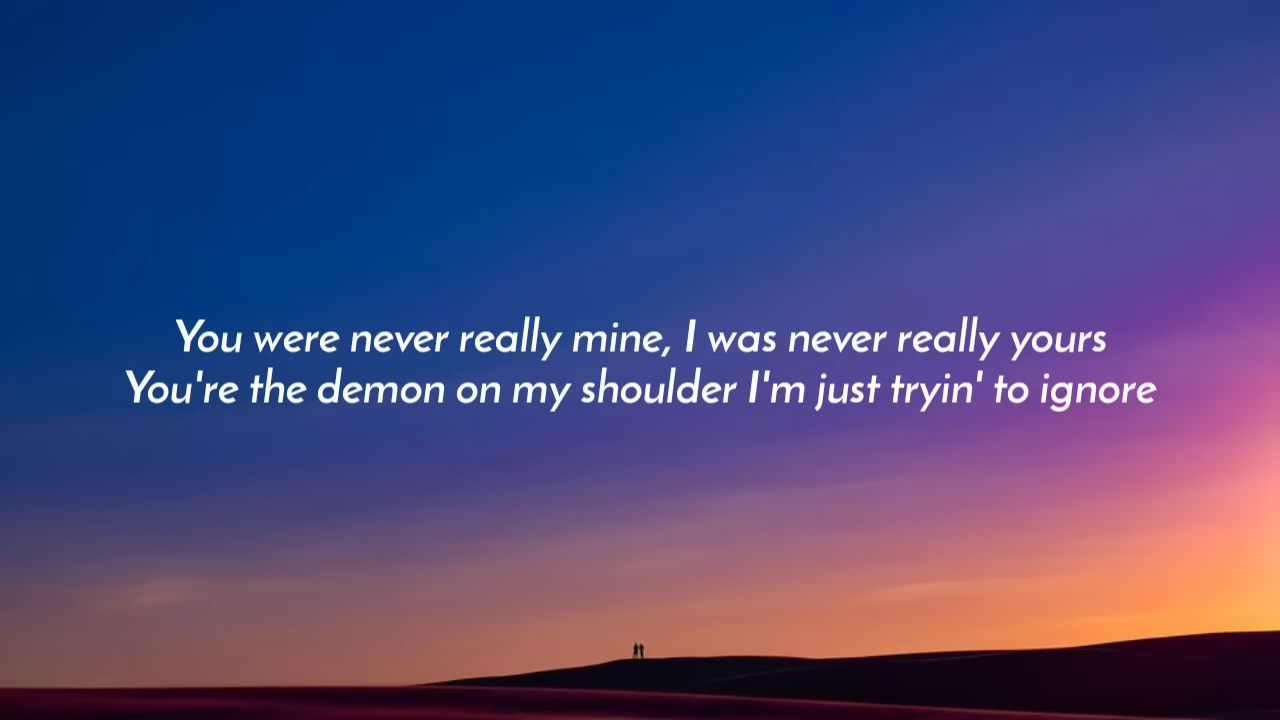 You were never really mine, I was never really yours
You're the demon on my shoulder I'm just tryin' to ignore